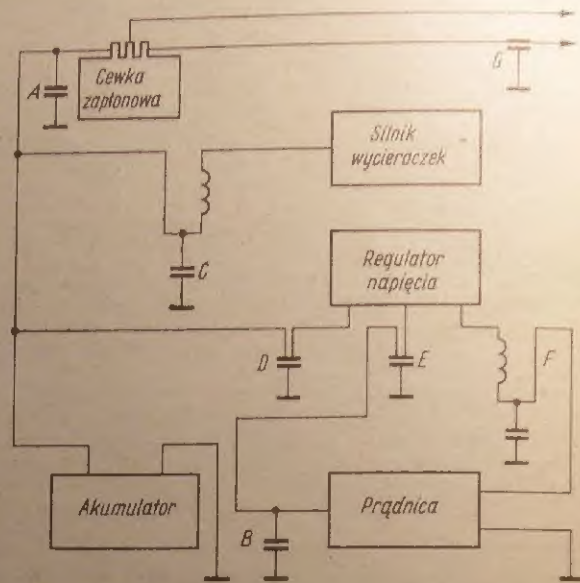 A
Cewka
zapłonowa
G
Silnik
wycieraczek
C
Regulator
napięcia
D
E
F
Akumulator
B
Prądnica